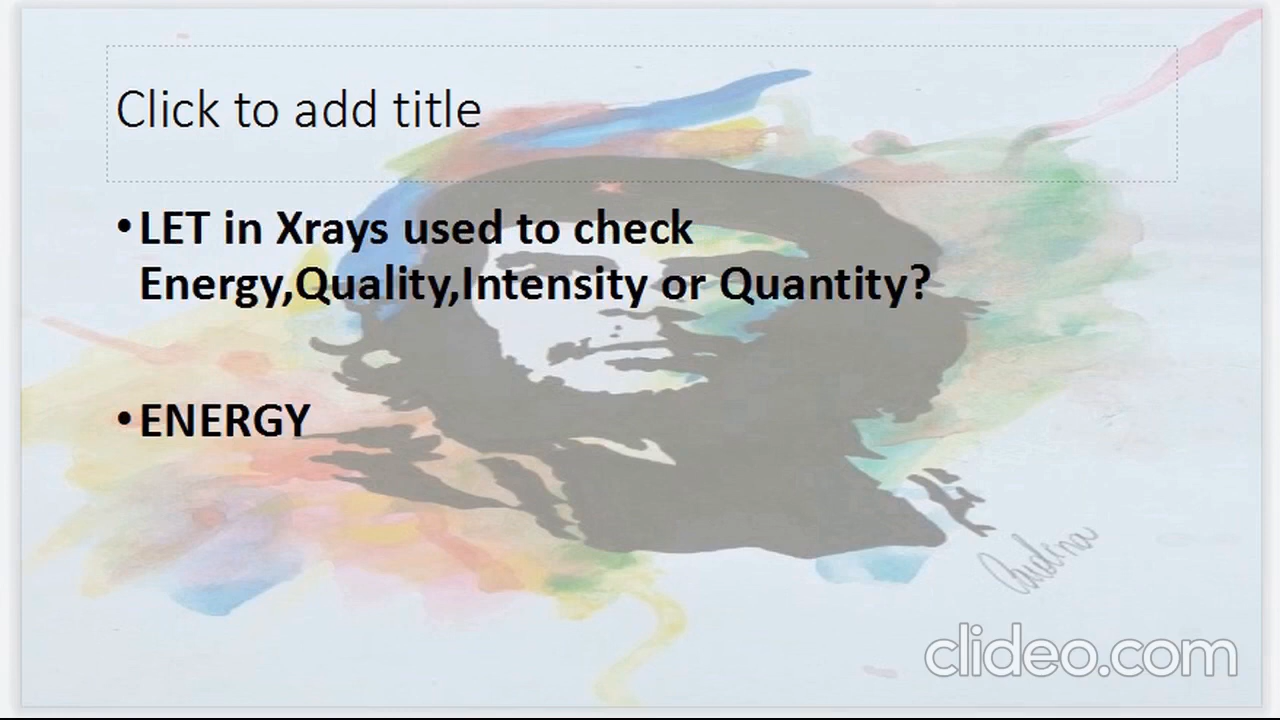 Click to add title
•LET in Xrays used to check
Energy,Quality,Intensity or Quantity?
•ENERGY
clideo.com